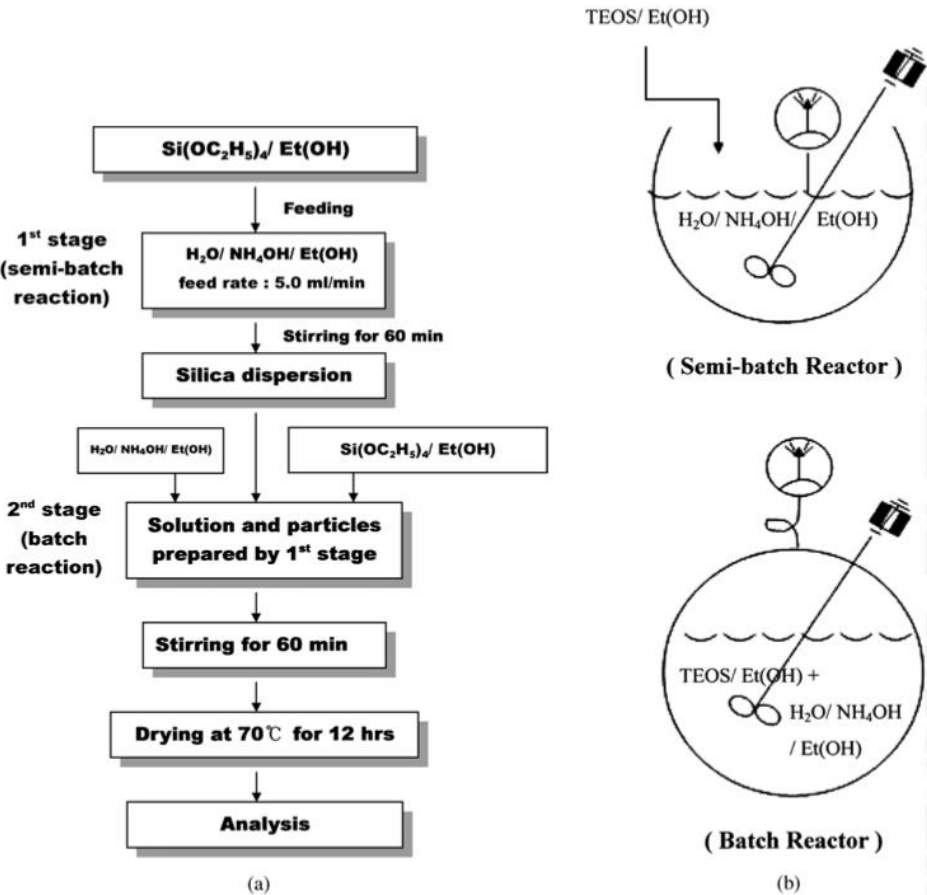 Si(OC₂H₅)₄/ Et(OH)
Feeding
1ˢᵗ stage
(semi-batch
reaction)
H₂O/ NH₄OH/ Et(OH)
feed rate : 5.0 ml/min
Stirring for 60 min
Silica dispersion
H₂O/ NH₄OH/ Et(OH)
Si(OC₂H₅)₄/ Et(OH)
2ⁿᵈ stage
(batch
reaction)
Solution and particles
prepared by 1ˢᵗ stage
Stirring for 60 min
Drying at 70℃ for 12 hrs
Analysis
(a)
TEOS/ Et(OH)
H₂O/ NH₄OH/ Et(OH)
( Semi-batch Reactor )
TEOS/ Et(OH) +
H₂O/ NH₄OH
/ Et(OH)
( Batch Reactor )
(b)